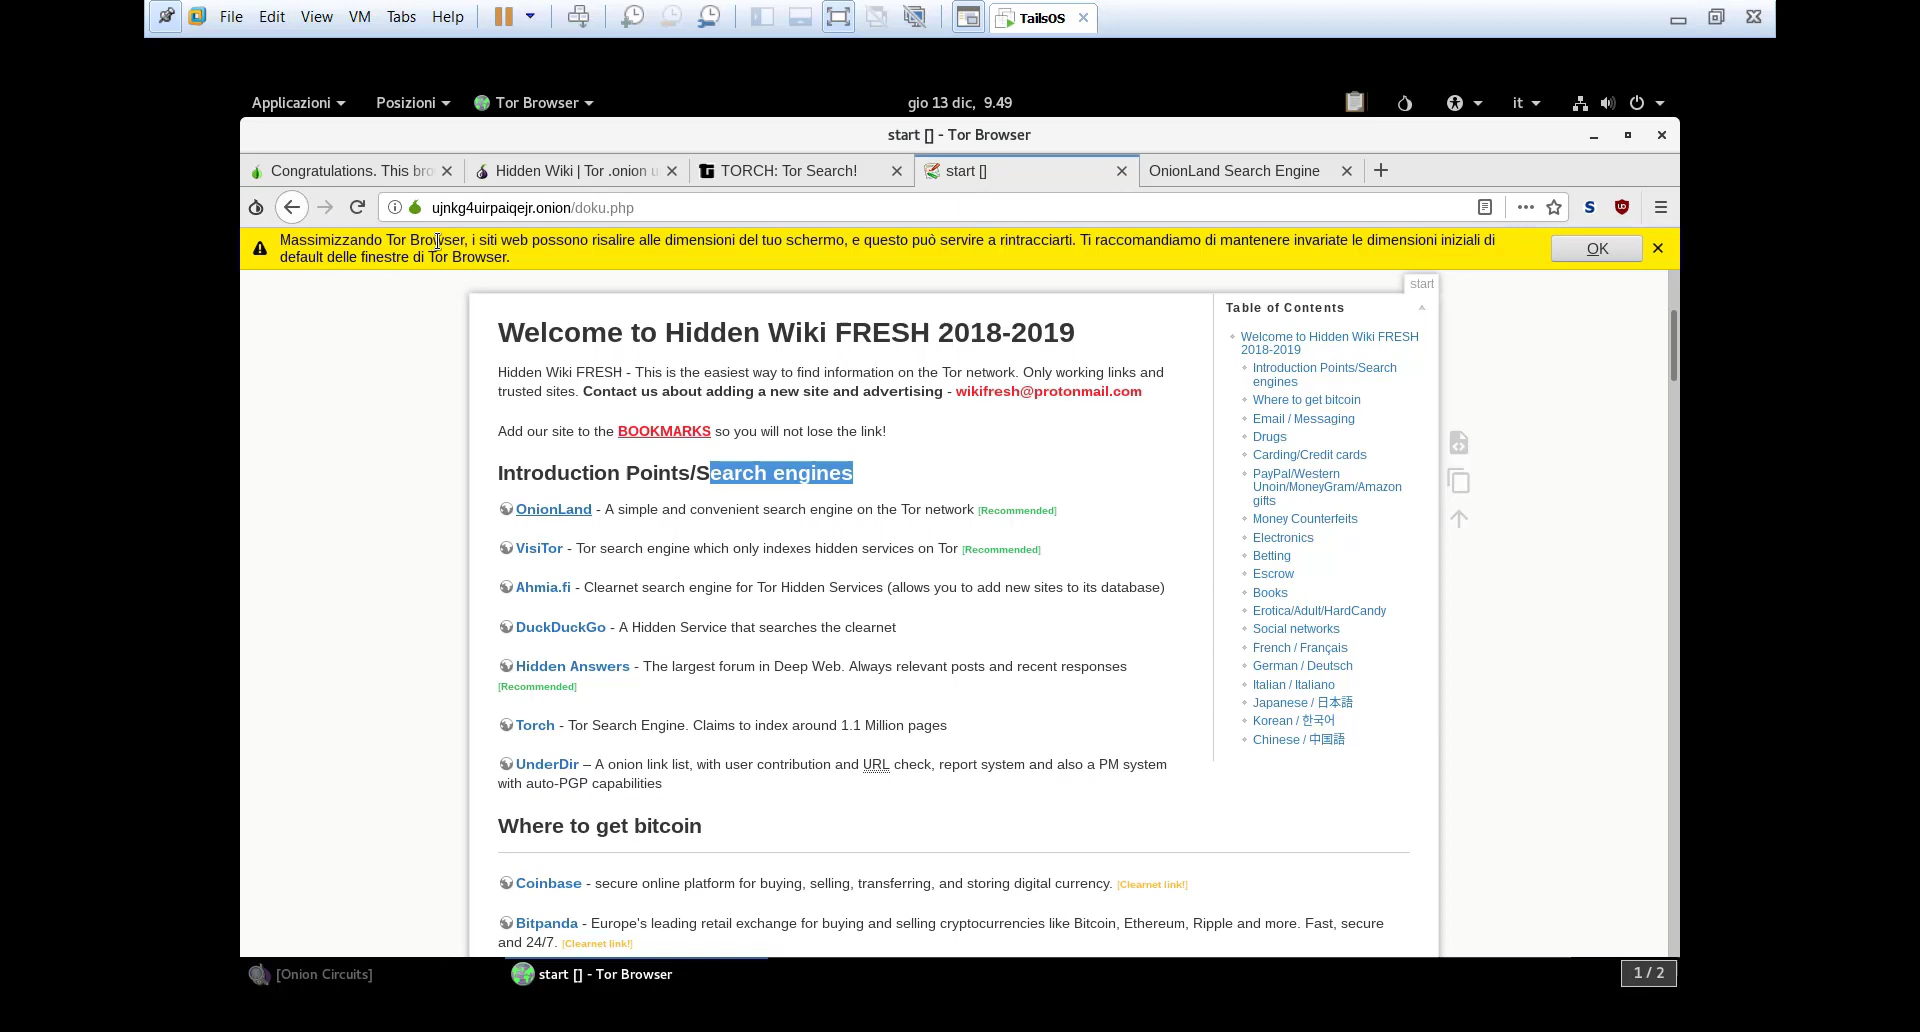 File Edit View VM Tabs Help TailsOS
Applicazioni Posizioni Tor Browser gio 13 dic, 9.49 it
start [] - Tor Browser
Congratulations. This bro Hidden Wiki | Tor .onion u TORCH: Tor Search! start [] OnionLand Search Engine
ujnkg4uirpaiqejr.onion/doku.php
Massimizzando Tor Browser, i siti web possono risalire alle dimensioni del tuo schermo, e questo può servire a rintracciarti. Ti raccomandiamo di mantenere invariate le dimensioni iniziali di
default delle finestre di Tor Browser.
OK
start
Welcome to Hidden Wiki FRESH 2018-2019
Hidden Wiki FRESH - This is the easiest way to find information on the Tor network. Only working links and
trusted sites. Contact us about adding a new site and advertising - wikifresh@protonmail.com
Add our site to the BOOKMARKS so you will not lose the link!
Introduction Points/Search engines
OnionLand - A simple and convenient search engine on the Tor network [Recommended]
VisiTor - Tor search engine which only indexes hidden services on Tor [Recommended]
Ahmia.fi - Clearnet search engine for Tor Hidden Services (allows you to add new sites to its database)
DuckDuckGo - A Hidden Service that searches the clearnet
Hidden Answers - The largest forum in Deep Web. Always relevant posts and recent responses
[Recommended]
Torch - Tor Search Engine. Claims to index around 1.1 Million pages
UnderDir – A onion link list, with user contribution and URL check, report system and also a PM system
with auto-PGP capabilities
Where to get bitcoin
Coinbase - secure online platform for buying, selling, transferring, and storing digital currency. [Clearnet link!]
Bitpanda - Europe's leading retail exchange for buying and selling cryptocurrencies like Bitcoin, Ethereum, Ripple and more. Fast, secure
and 24/7. [Clearnet link!]
Table of Contents
Welcome to Hidden Wiki FRESH
2018-2019
Introduction Points/Search
engines
Where to get bitcoin
Email / Messaging
Drugs
Carding/Credit cards
PayPal/Western
Unoin/MoneyGram/Amazon
gifts
Money Counterfeits
Electronics
Betting
Escrow
Books
Erotica/Adult/HardCandy
Social networks
French / Français
German / Deutsch
Italian / Italiano
Japanese / 日本語
Korean / 한국어
Chinese / 中国語
[Onion Circuits] start [] - Tor Browser 1 / 2